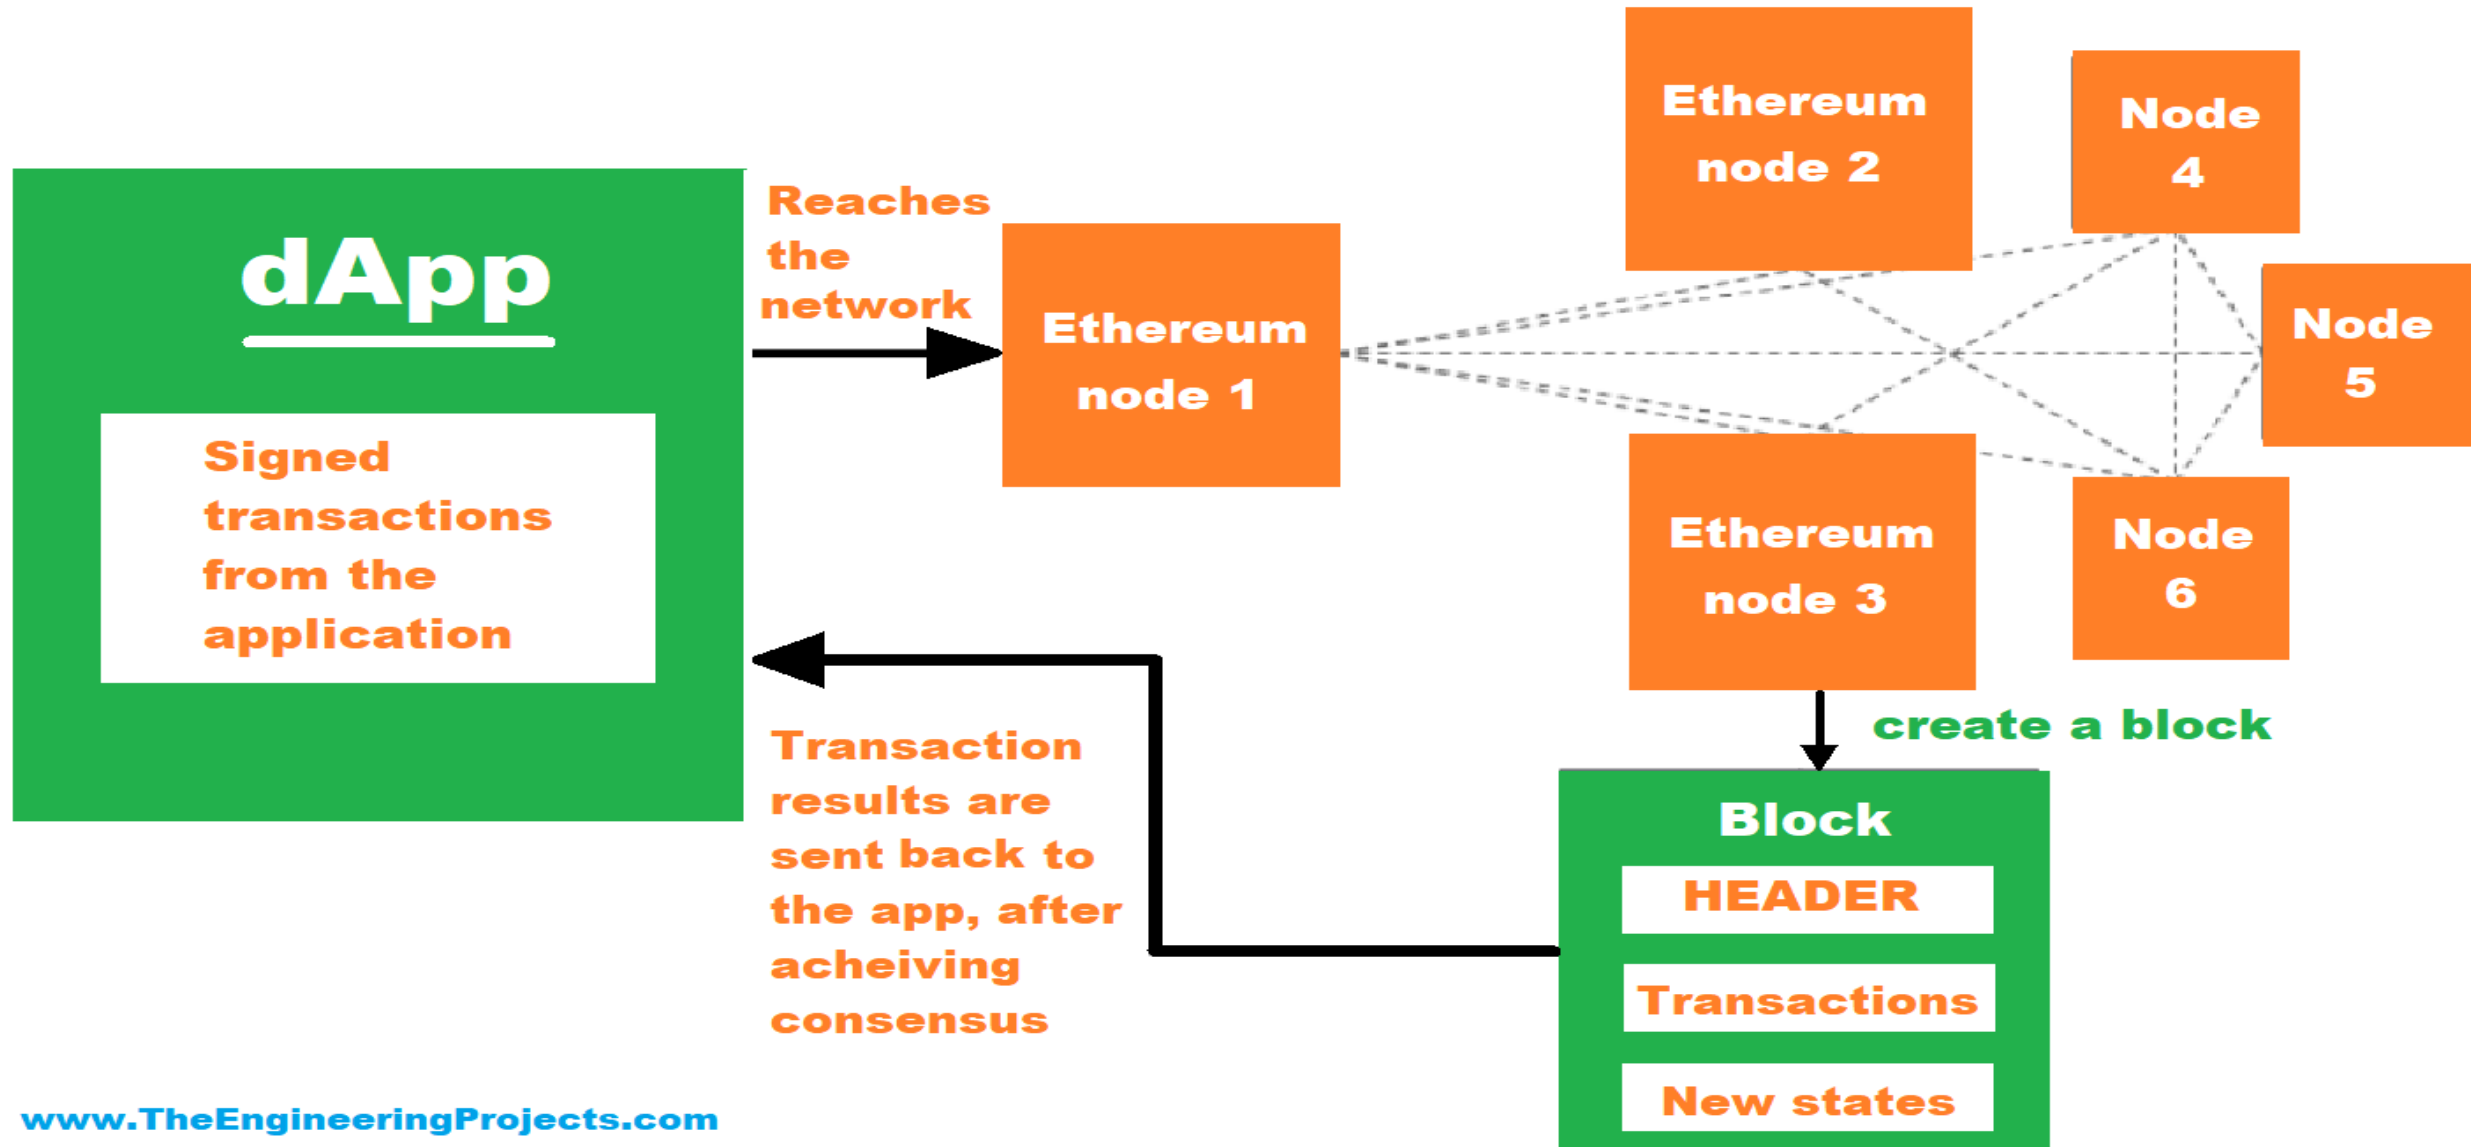 dApp
Signed
transactions
from the
application
Reaches
the
network
Ethereum
node 1
Ethereum
node 2
Node
4
Node
5
Ethereum
node 3
Node
6
create a block
Block
HEADER
Transactions
New states
Transaction
results are
sent back to
the app, after
acheiving
consensus
www.TheEngineeringProjects.com